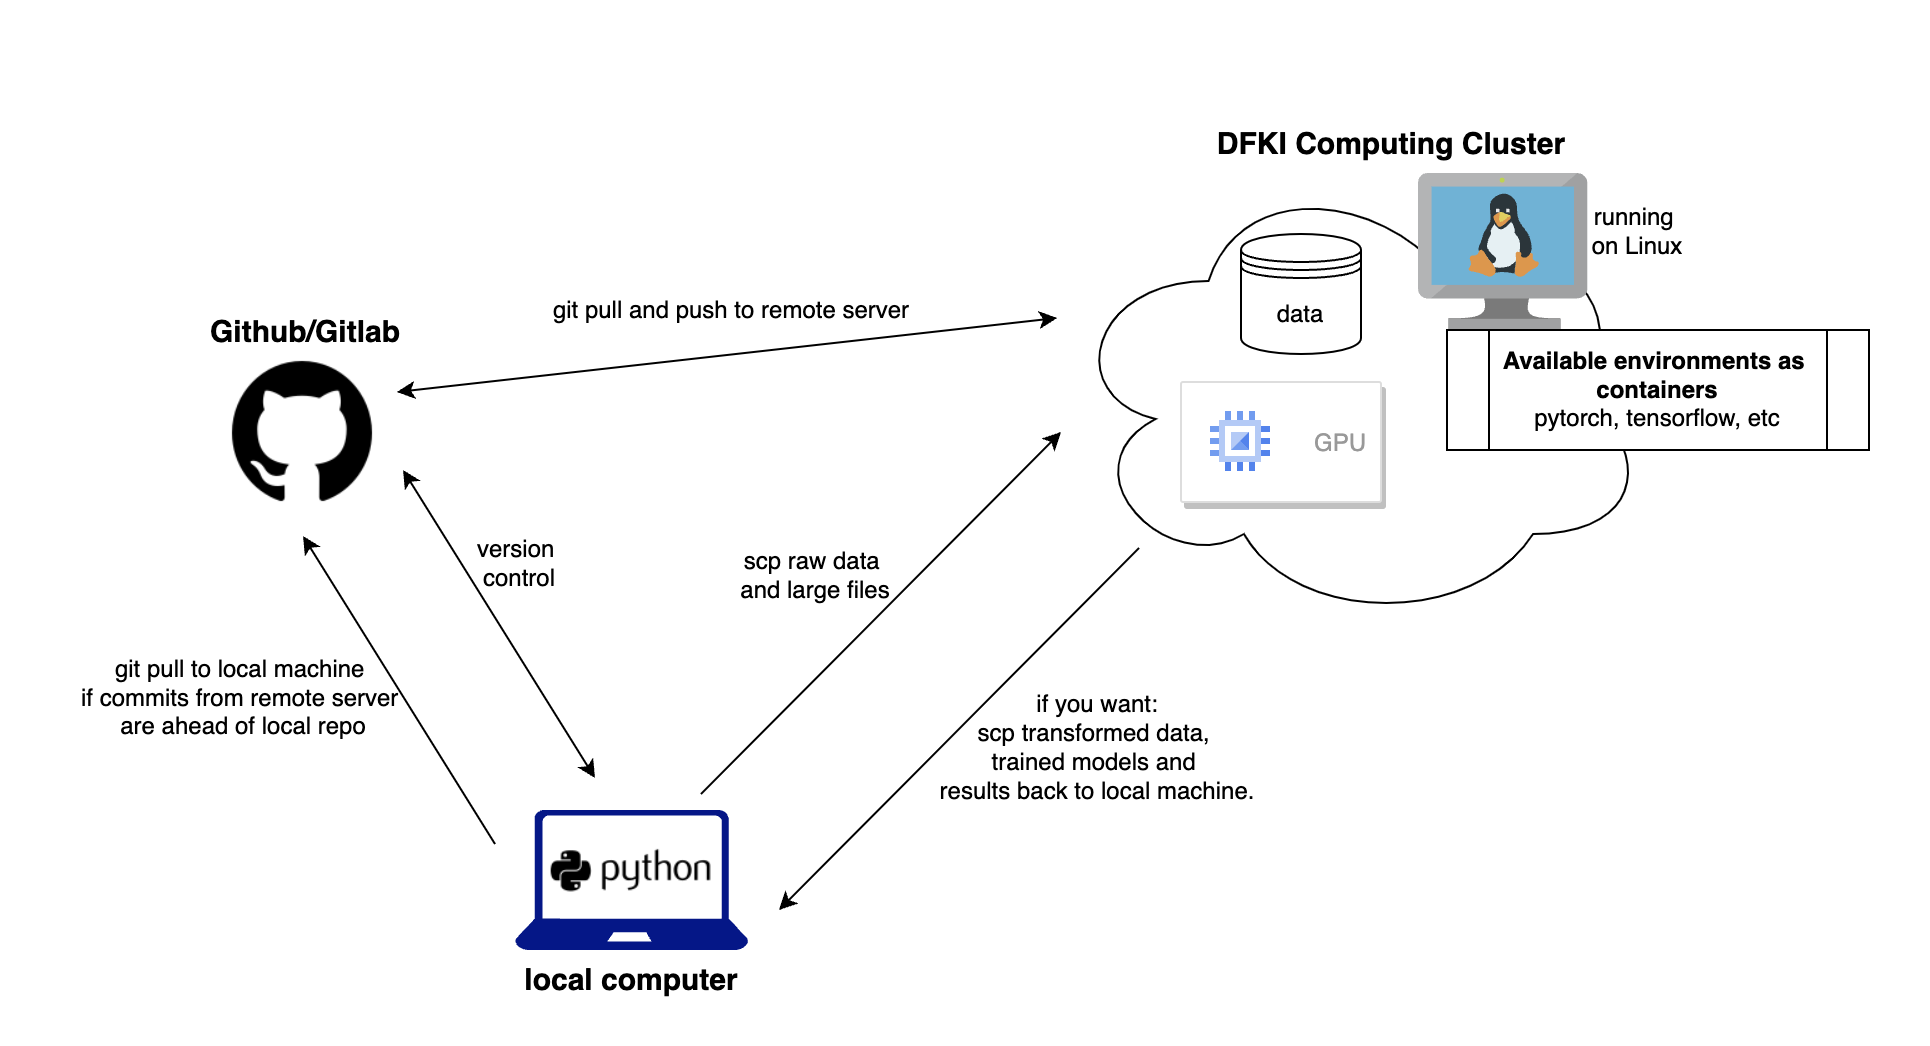 DFKI Computing Cluster
running
on Linux
data
Available environments as
containers
pytorch, tensorflow, etc
GPU
git pull and push to remote server
Github/Gitlab
version
control
scp raw data
and large files
git pull to local machine
if commits from remote server
are ahead of local repo
if you want:
scp transformed data,
trained models and
results back to local machine.
python
local computer